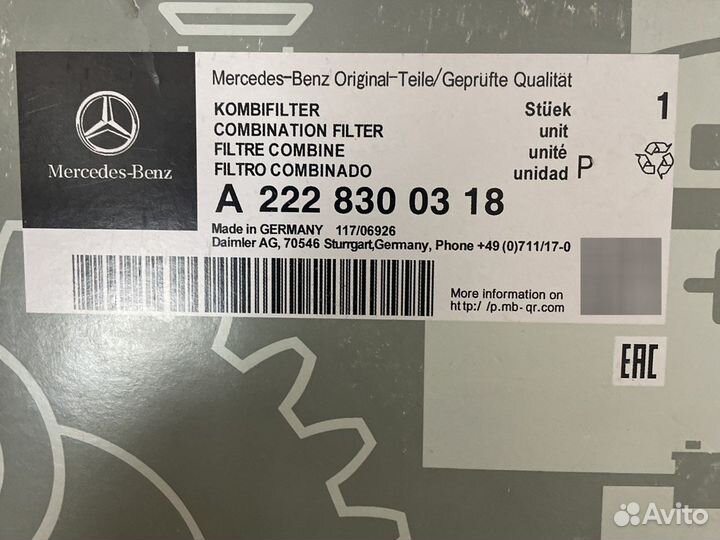 Mercedes-Benz Original-Teile/Geprüfte Qualität
Mercedes-Benz
KOMBIFILTER Stüek 1
COMBINATION FILTER unit
FILTRE COMBINE unité
FILTRO COMBINADO unidad P
A 222 830 03 18
Made in GERMANY 117/06926
Daimler AG, 70546 Sturrgart,Germany, Phone +49 (0)711/17-0
More information on
http:/ /p.mb- qr.com/
EAC
Avito